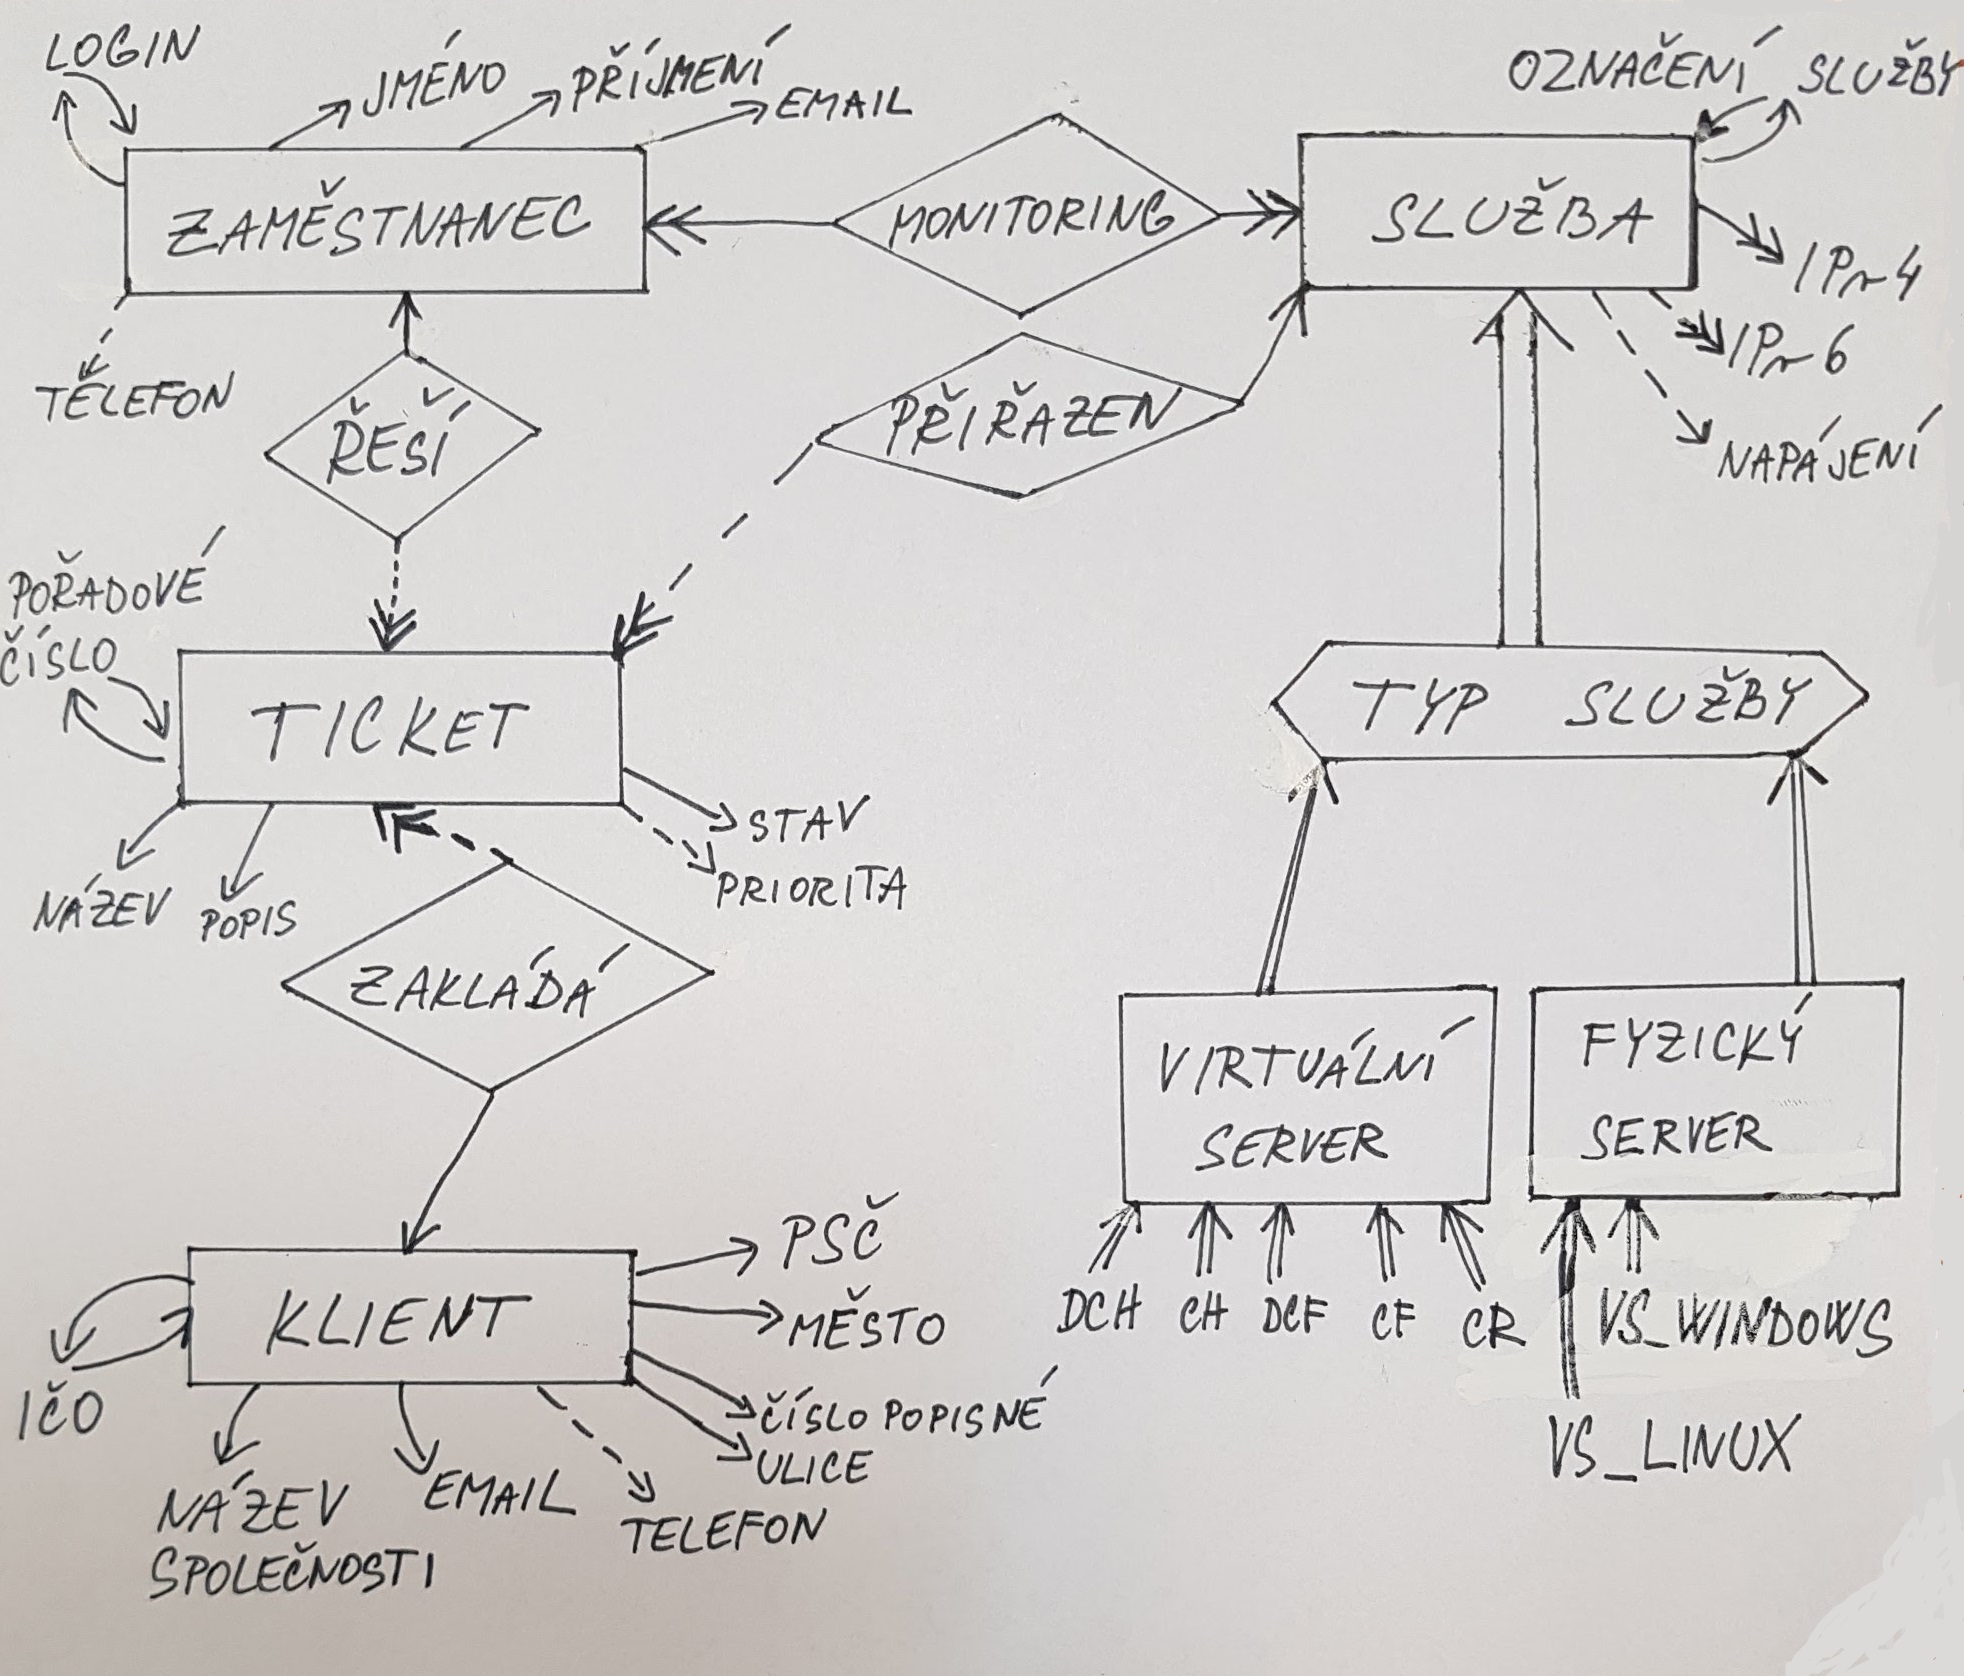 LOGIN
JMÉNO
PŘÍJMENÍ
EMAIL
ZAMĚSTNANEC
TĚLEFON
MONITORING
OZNAČENÍ SLUŽBY
SLUŽBA
IPv4
IPv6
NAPÁJENÍ
ŘEŠÍ
PŘIŘAZEN
POŘADOVÉ
ČÍSLO
TICKET
STAV
PRIORITA
NÁZEV
POPIS
TYP SLUŽBY
ZAKLÁDÁ
VIRTUÁLNÍ
SERVER
FYZICKÝ
SERVER
DCH
CH
DCF
CF
CR
VS_WINDOWS
VS_LINUX
KLIENT
PSČ
MĚSTO
ČÍSLO POPISNÉ
ULICE
IČO
NÁZEV
SPOLEČNOSTI
EMAIL
TELEFON